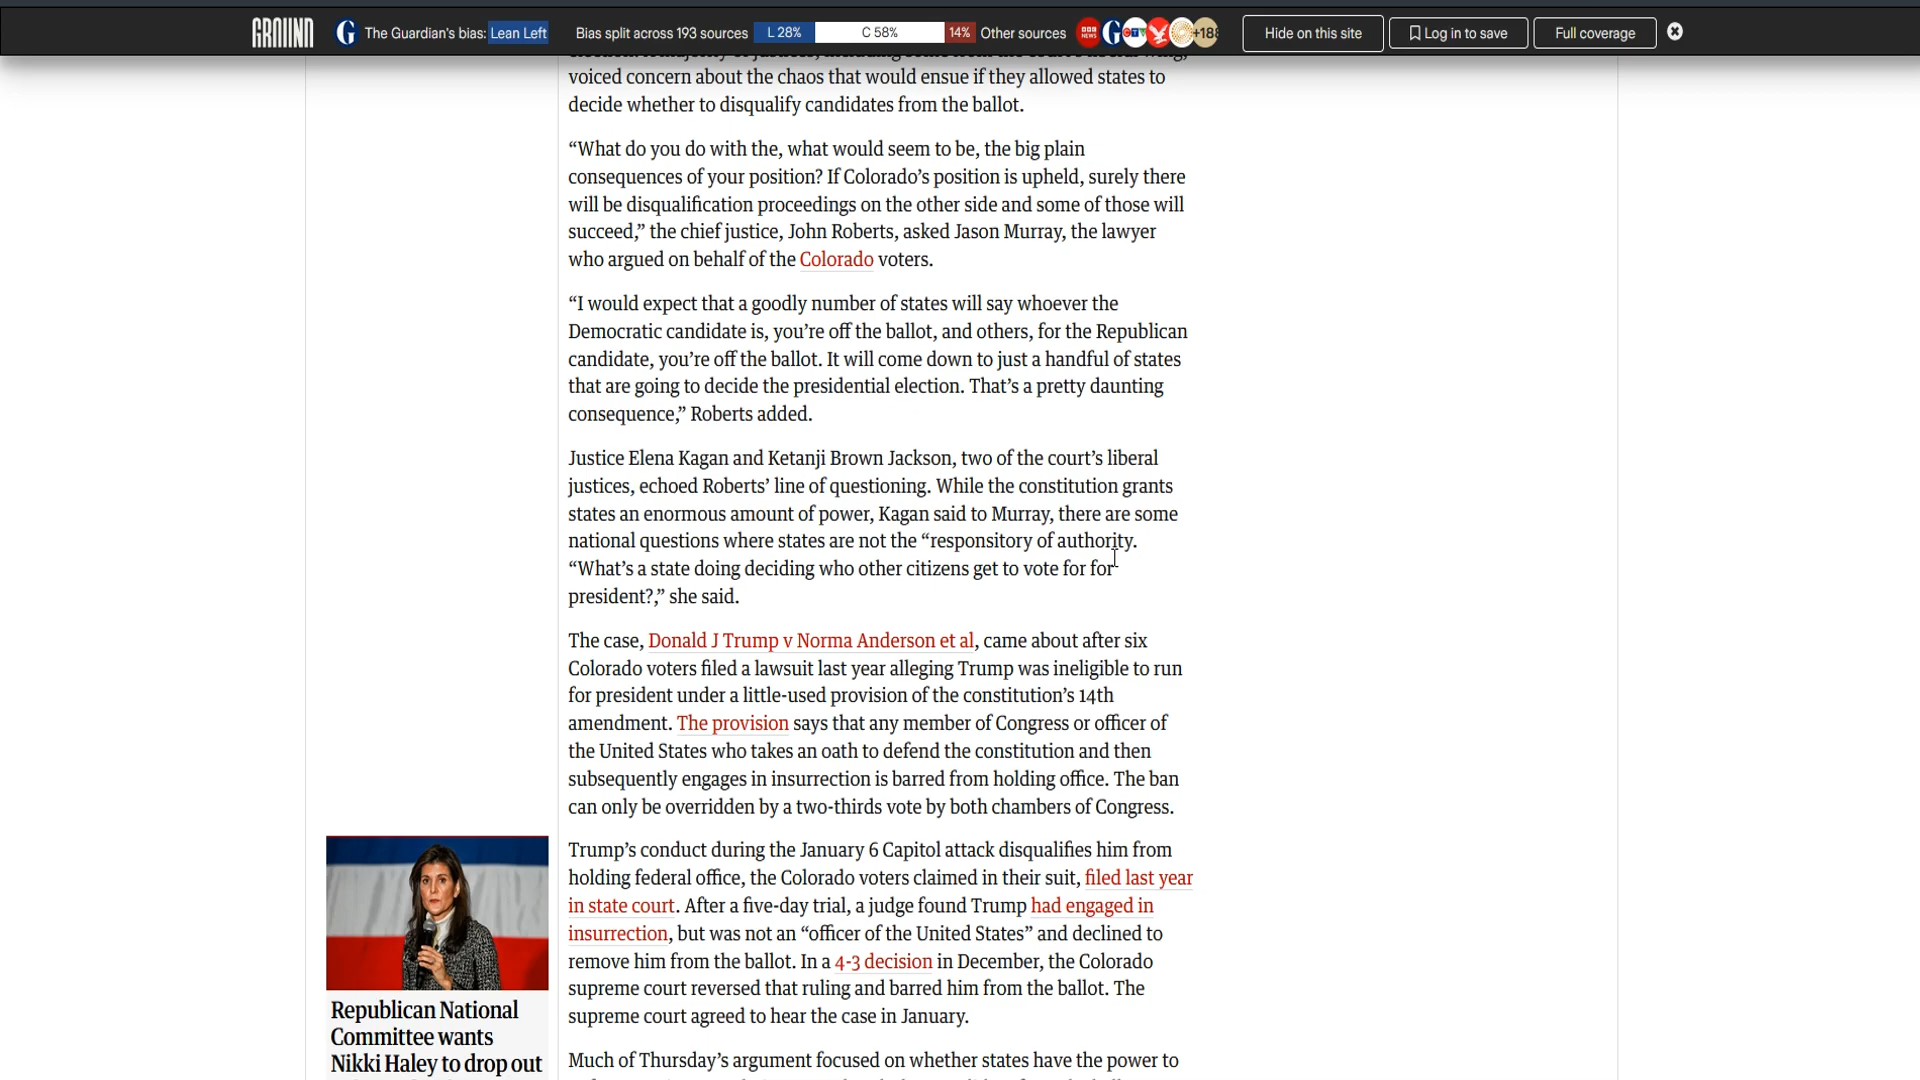 GROUND
G The Guardian's bias: Lean Left
Bias split across 193 sources L 28% C 58% 14% Other sources
BBC NEWS G CTV +188
Hide on this site
Log in to save
Full coverage
voiced concern about the chaos that would ensue if they allowed states to
decide whether to disqualify candidates from the ballot.
“What do you do with the, what would seem to be, the big plain
consequences of your position? If Colorado’s position is upheld, surely there
will be disqualification proceedings on the other side and some of those will
succeed,” the chief justice, John Roberts, asked Jason Murray, the lawyer
who argued on behalf of the Colorado voters.
“I would expect that a goodly number of states will say whoever the
Democratic candidate is, you’re off the ballot, and others, for the Republican
candidate, you’re off the ballot. It will come down to just a handful of states
that are going to decide the presidential election. That’s a pretty daunting
consequence,” Roberts added.
Justice Elena Kagan and Ketanji Brown Jackson, two of the court’s liberal
justices, echoed Roberts’ line of questioning. While the constitution grants
states an enormous amount of power, Kagan said to Murray, there are some
national questions where states are not the “responsitory of authority.
“What’s a state doing deciding who other citizens get to vote for for
president?,” she said.
The case, Donald J Trump v Norma Anderson et al, came about after six
Colorado voters filed a lawsuit last year alleging Trump was ineligible to run
for president under a little-used provision of the constitution’s 14th
amendment. The provision says that any member of Congress or officer of
the United States who takes an oath to defend the constitution and then
subsequently engages in insurrection is barred from holding office. The ban
can only be overridden by a two-thirds vote by both chambers of Congress.
Trump’s conduct during the January 6 Capitol attack disqualifies him from
holding federal office, the Colorado voters claimed in their suit, filed last year
in state court. After a five-day trial, a judge found Trump had engaged in
insurrection, but was not an “officer of the United States” and declined to
remove him from the ballot. In a 4-3 decision in December, the Colorado
supreme court reversed that ruling and barred him from the ballot. The
supreme court agreed to hear the case in January.
Much of Thursday’s argument focused on whether states have the power to
Republican National
Committee wants
Nikki Haley to drop out